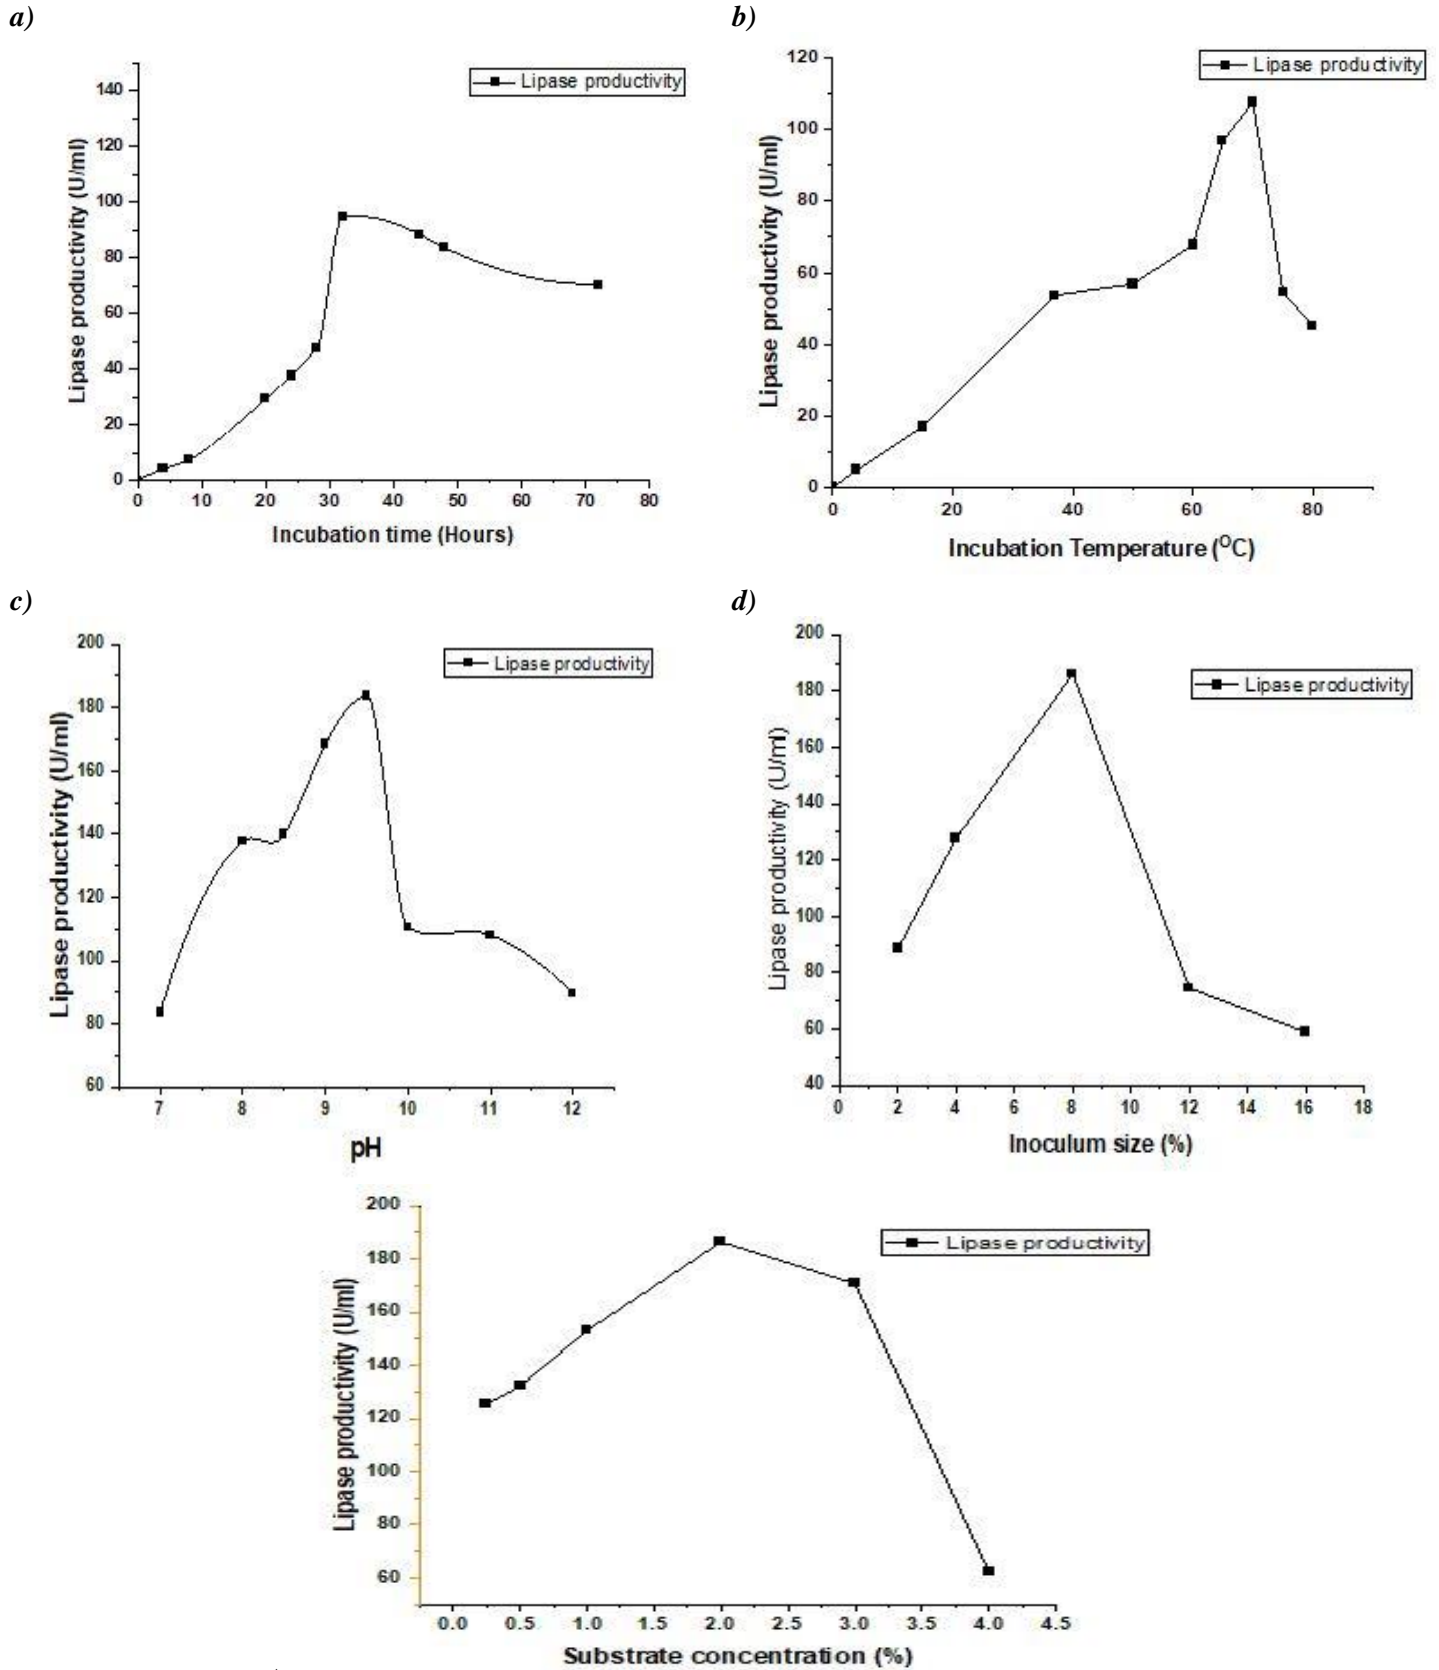 a)
Lipase productivity
Lipase productivity (U/ml)
140
120
100
80
60
40
20
0
0 10 20 30 40 50 60 70 80
Incubation time (Hours)
b)
Lipase productivity
Lipase productivity (U/ml)
120
100
80
60
40
20
0
0 20 40 60 80
Incubation Temperature (OC)
c)
Lipase productivity
Lipase productivity (U/ml)
200
180
160
140
120
100
80
60
7 8 9 10 11 12
pH
d)
Lipase productivity
Lipase productivity (U/ml)
200
180
160
140
120
100
80
60
40
0 2 4 6 8 10 12 14 16 18
Inoculum size (%)
Lipase productivity
Lipase productivity (U/ml)
200
180
160
140
120
100
80
60
0.0 0.5 1.0 1.5 2.0 2.5 3.0 3.5 4.0 4.5
Substrate concentration (%)